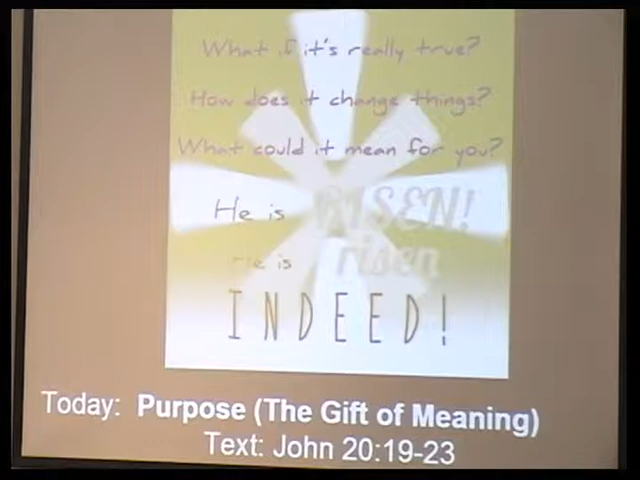 What if it's really true?
How does it change things?
What could it mean for you?
He is RISEN!
He is risen
INDEED!
Today: Purpose (The Gift of Meaning)
Text: John 20:19-23